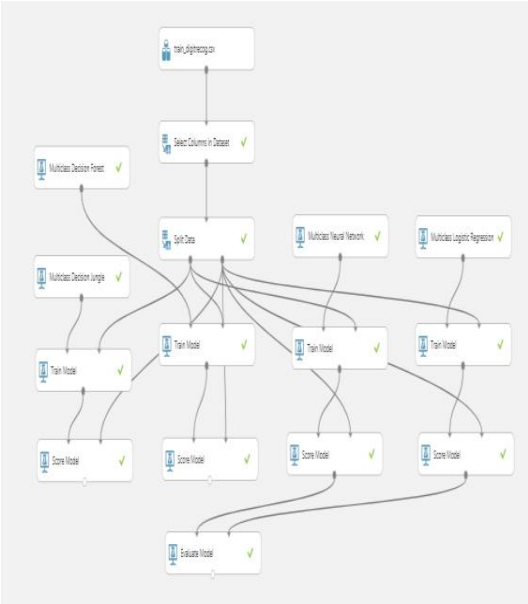 train_digitrecog.csv
Select Columns in Dataset
Multiclass Decision Forest
Split Data
Multiclass Neural Network
Multiclass Logistic Regression
Multiclass Decision Jungle
Train Model
Train Model
Train Model
Train Model
Score Model
Score Model
Score Model
Score Model
Evaluate Model